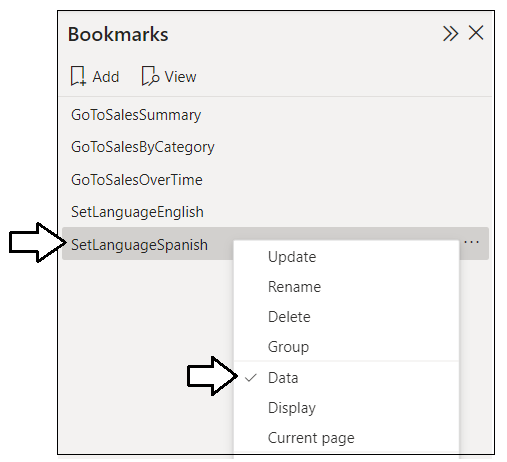 Bookmarks
Add View
GoToSalesSummary
GoToSalesByCategory
GoToSalesOverTime
SetLanguageEnglish
SetLanguageSpanish
Update
Rename
Delete
Group
Data
Display
Current page